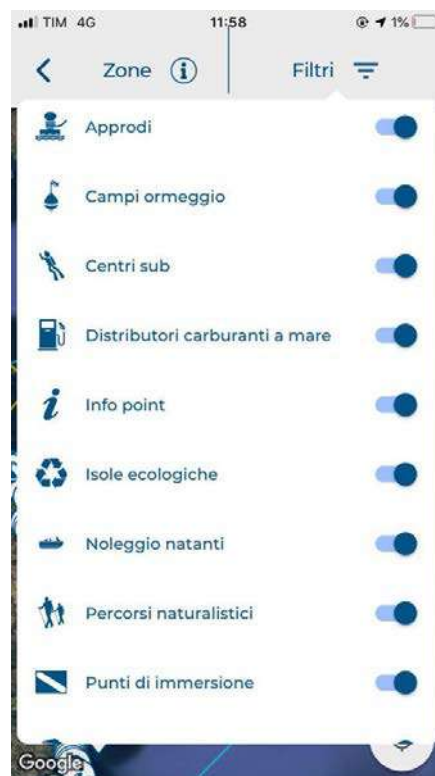 TIM 4G 11:58 1%
Zone i Filtri
Approdi
Campi ormeggio
Centri sub
Distributori carburanti a mare
i Info point
Isole ecologiche
Noleggio natanti
Percorsi naturalistici
Punti di immersione
Google